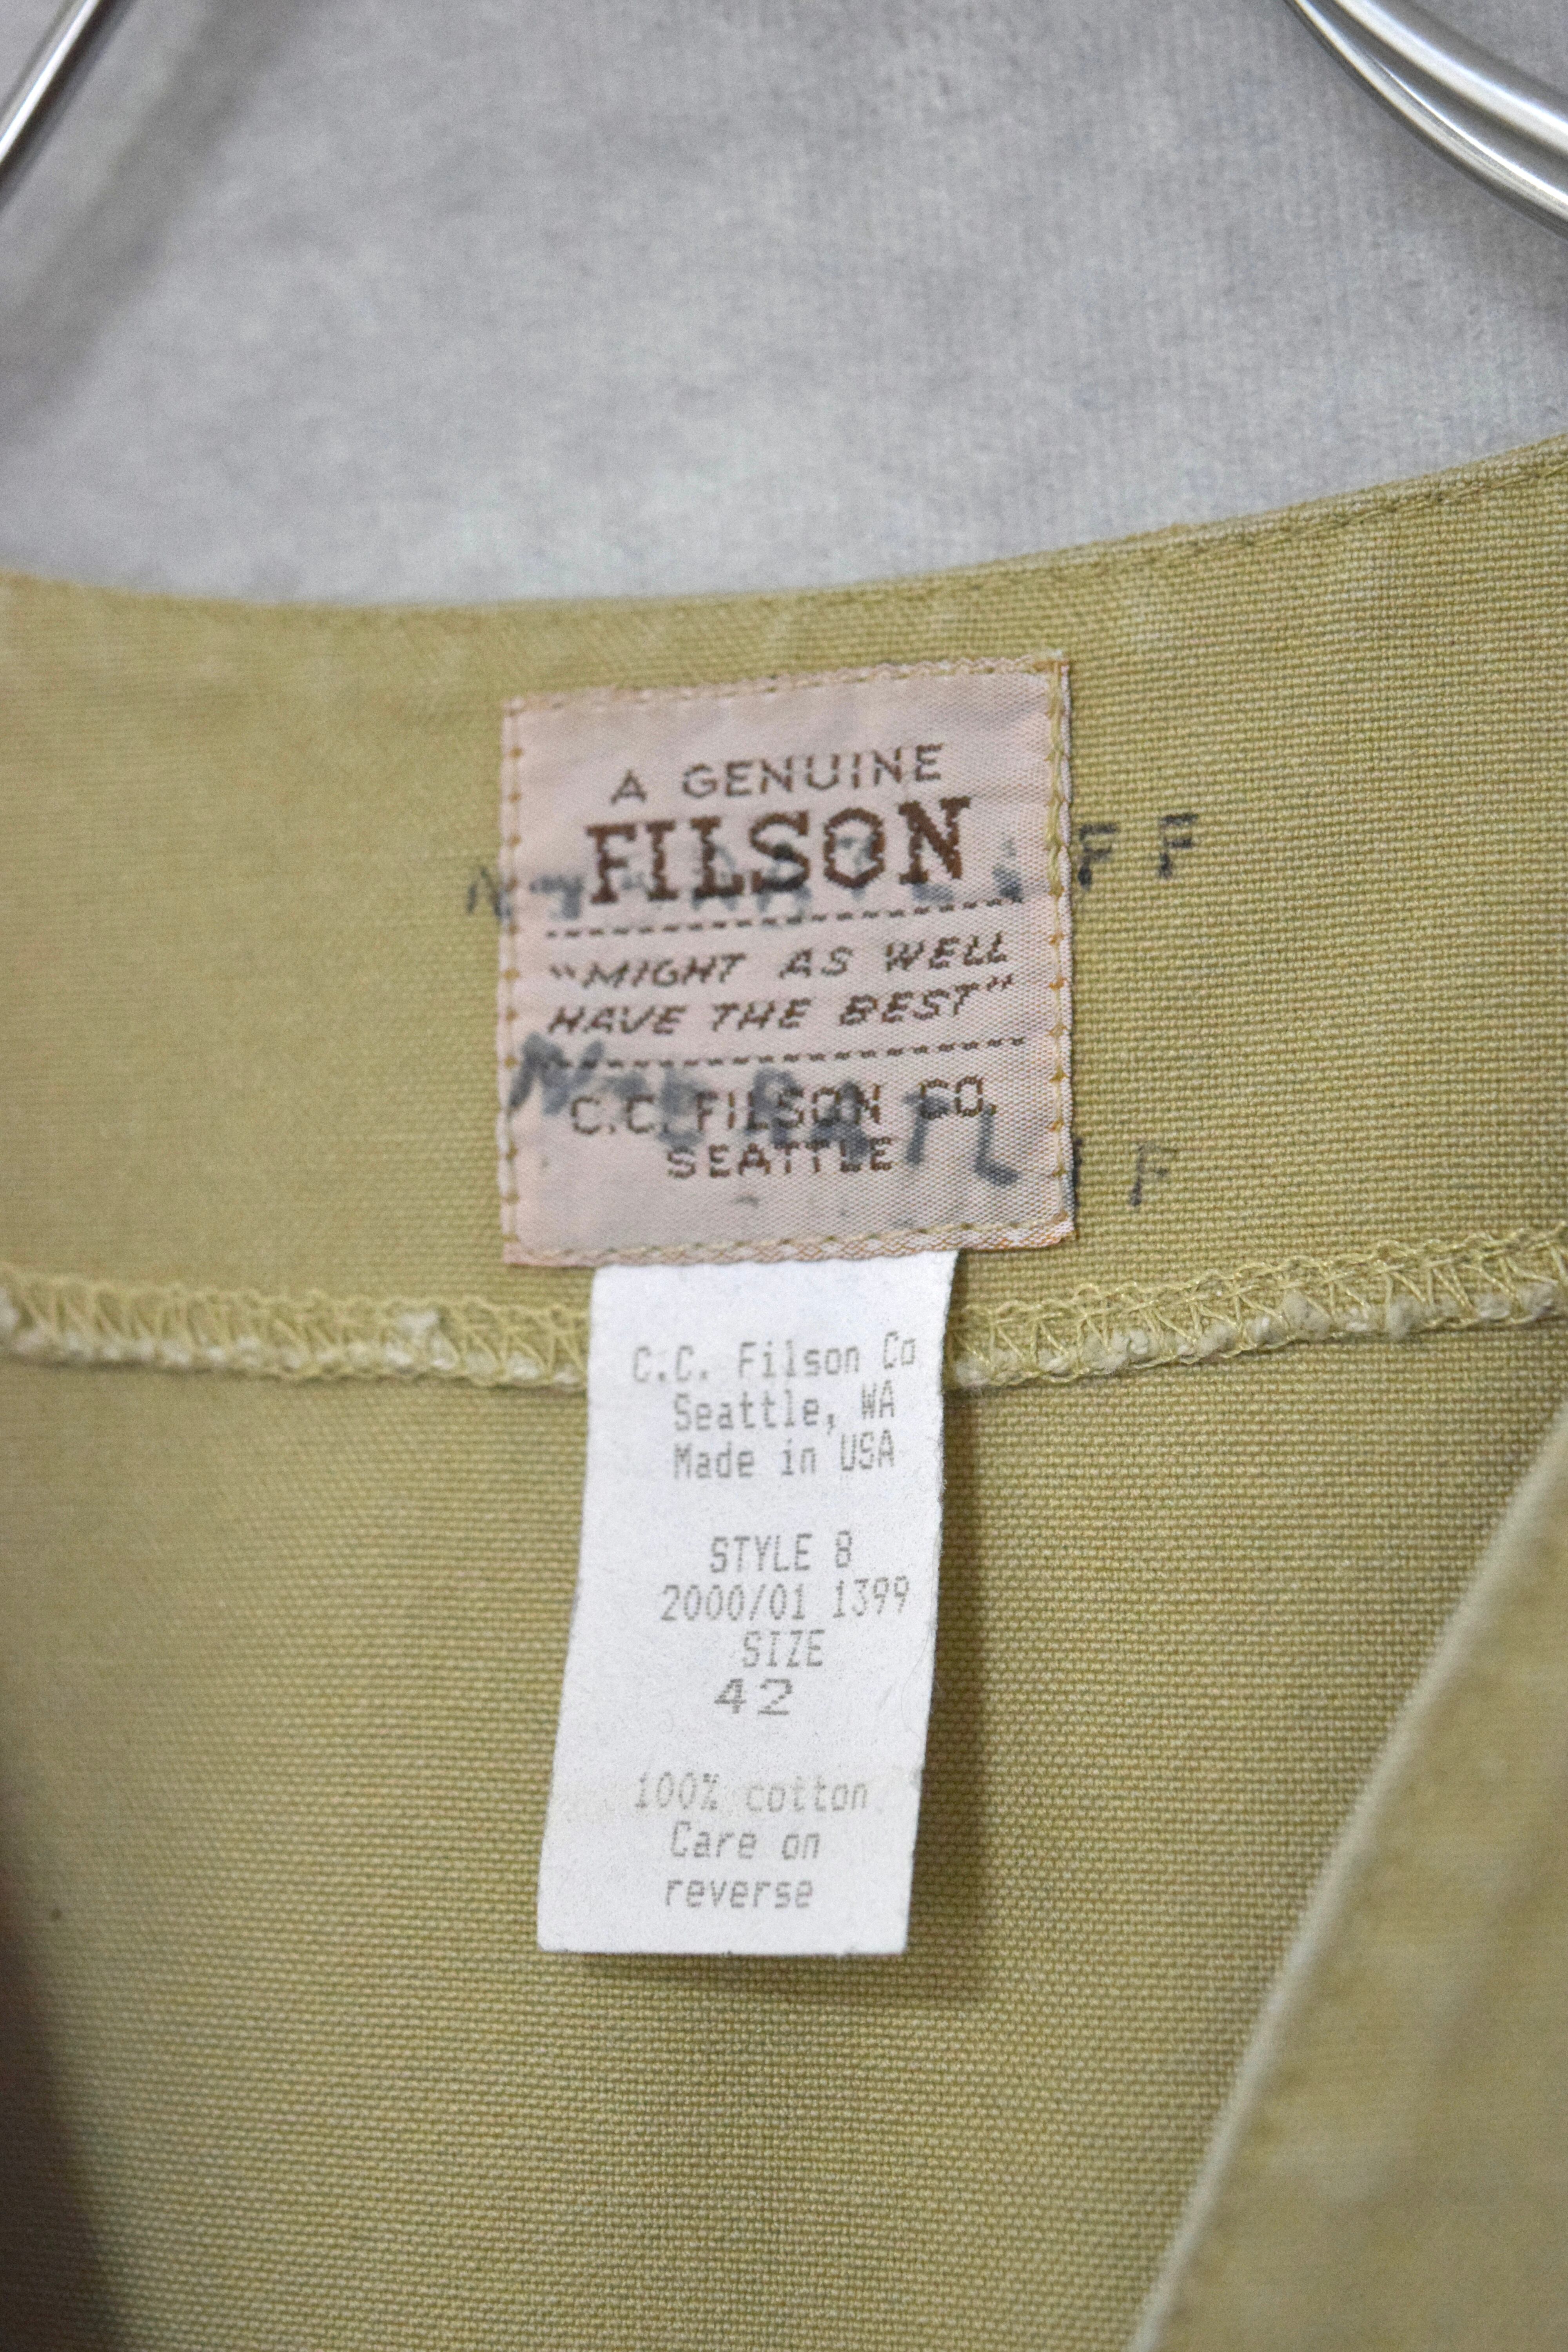 A GENUINE
FILSON
"MIGHT AS WELL
HAVE THE BEST"
C.C. FILSON CO.
SEATTLE
C.C. Filson Co
Seattle, WA
Made in USA
STYLE 8
2000/01 1399
SIZE
42
100% cotton
Care on
reverse